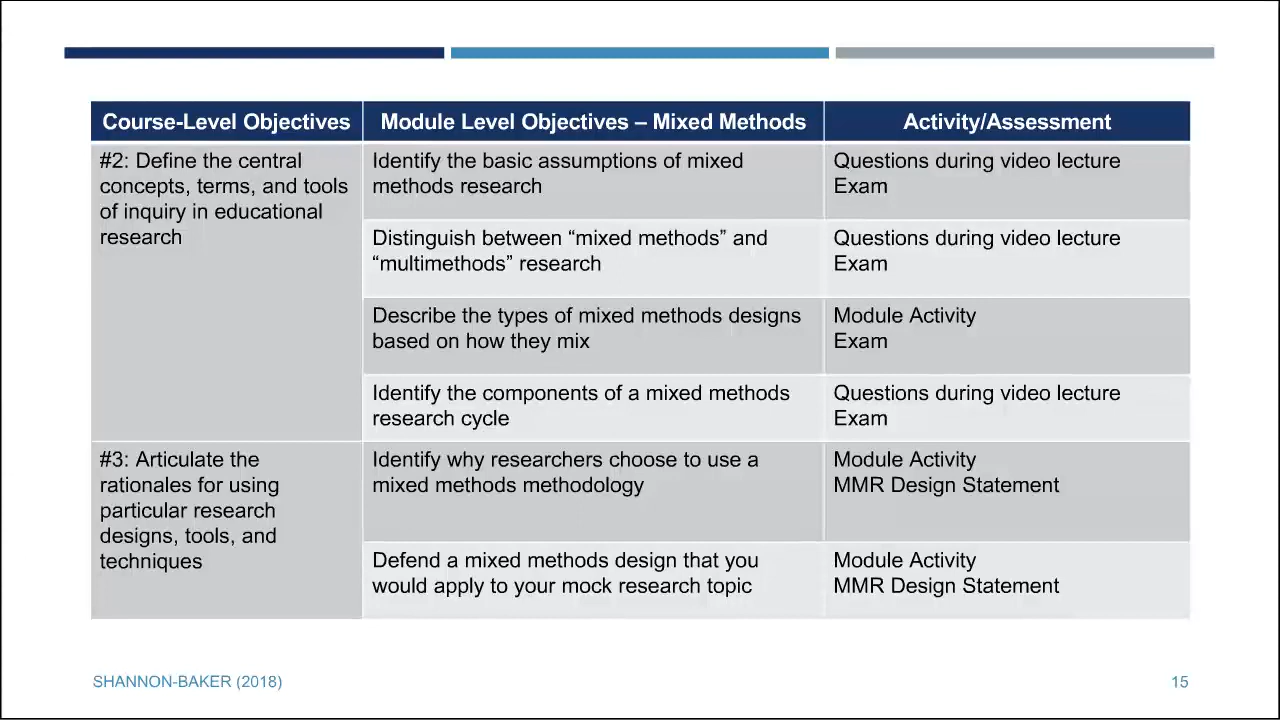 Course-Level Objectives
Module Level Objectives – Mixed Methods
Activity/Assessment
#2: Define the central
concepts, terms, and tools
of inquiry in educational
research
Identify the basic assumptions of mixed
methods research
Questions during video lecture
Exam
Distinguish between “mixed methods” and
“multimethods” research
Questions during video lecture
Exam
Describe the types of mixed methods designs
based on how they mix
Module Activity
Exam
Identify the components of a mixed methods
research cycle
Questions during video lecture
Exam
#3: Articulate the
rationales for using
particular research
designs, tools, and
techniques
Identify why researchers choose to use a
mixed methods methodology
Module Activity
MMR Design Statement
Defend a mixed methods design that you
would apply to your mock research topic
Module Activity
MMR Design Statement
SHANNON-BAKER (2018)
15